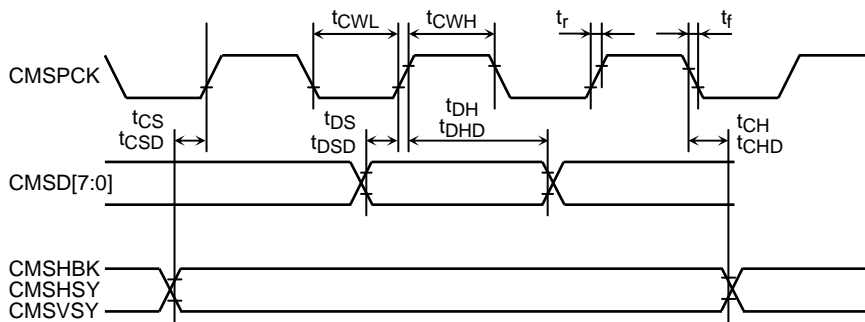 tCWL tCWH tr tf
CMSPCK
tCS tDS tDH tCH
tCSD tDSD tDHD tCHD
CMSD[7:0]
CMSHBK
CMSHSY
CMSVSY